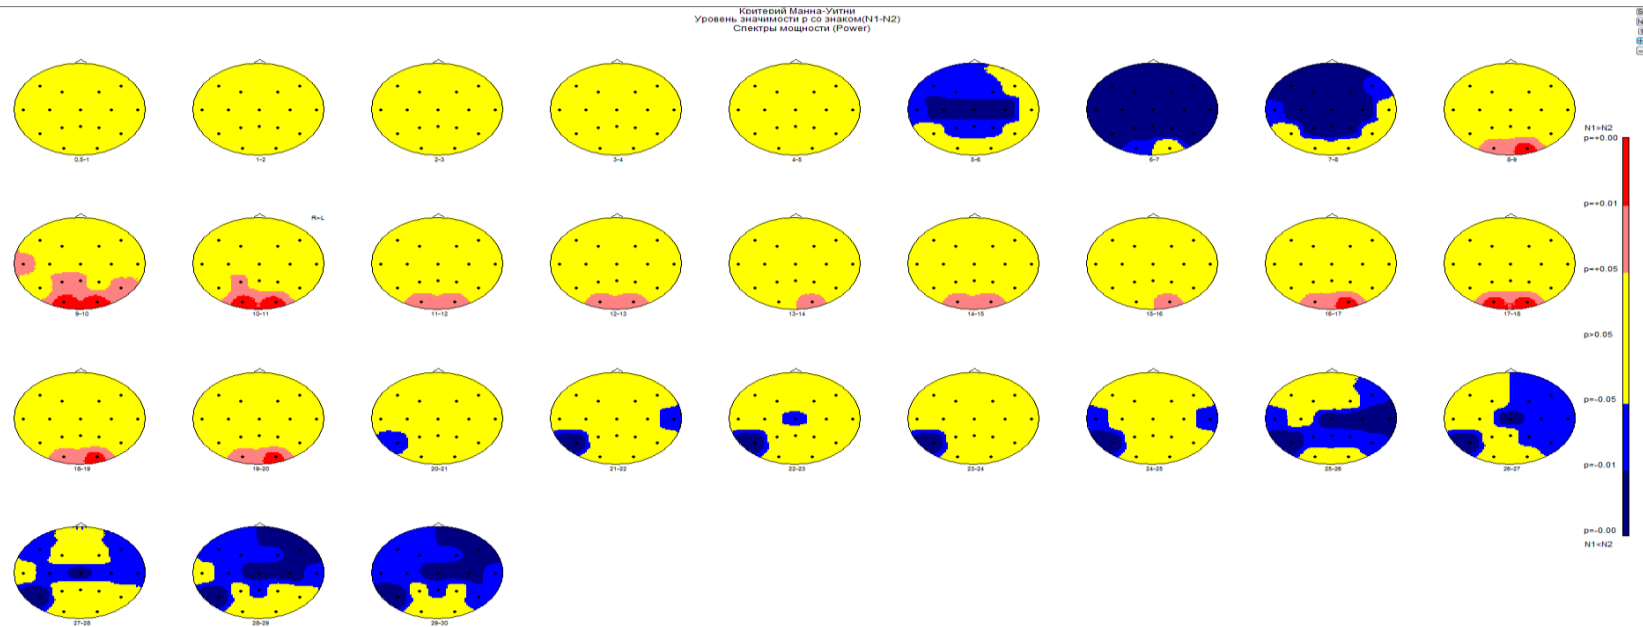 Критерий Манна-Уитни
Уровень значимости p со знаком(N1-N2)
Спектры мощности (Power)
0,5-1
1-2
2-3
3-4
4-5
5-6
6-7
7-8
8-9
N1>N2
p=+0.00
p=+0.01
p=+0.05
p>0.05
p=-0.05
p=-0.01
p=-0.00
N1<N2
R=L
9-10
10-11
11-12
12-13
13-14
14-15
15-16
16-17
17-18
18-19
19-20
20-21
21-22
22-23
23-24
24-25
25-26
26-27
27-28
28-29
29-30